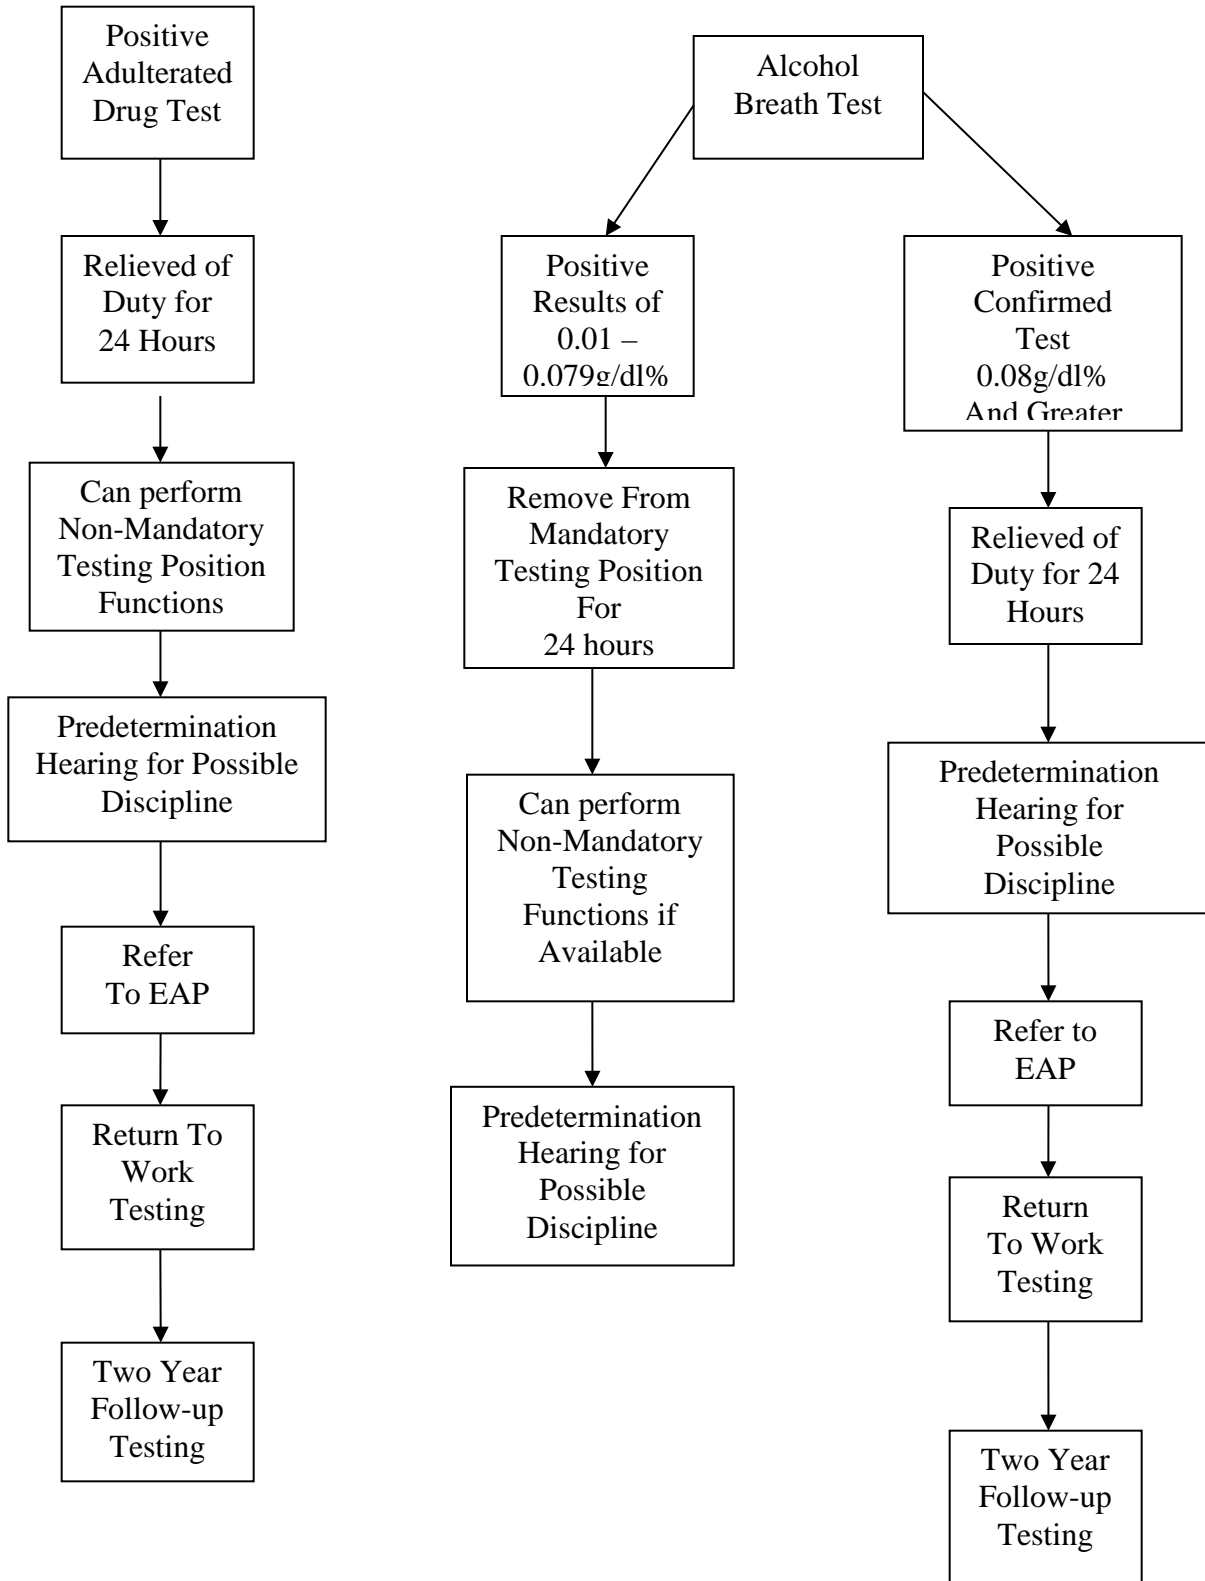 Positive
Adulterated
Drug Test
Relieved of
Duty for
24 Hours
Can perform
Non-Mandatory
Testing Position
Functions
Predetermination
Hearing for Possible
Discipline
Refer
To EAP
Return To
Work
Testing
Two Year
Follow-up
Testing
Alcohol
Breath Test
Positive
Results of
0.01 –
0.079g/dl%
Remove From
Mandatory
Testing Position
For
24 hours
Can perform
Non-Mandatory
Testing
Functions if
Available
Predetermination
Hearing for
Possible
Discipline
Positive
Confirmed
Test
0.08g/dl%
And Greater
Relieved of
Duty for 24
Hours
Predetermination
Hearing for
Possible
Discipline
Refer to
EAP
Return
To Work
Testing
Two Year
Follow-up
Testing